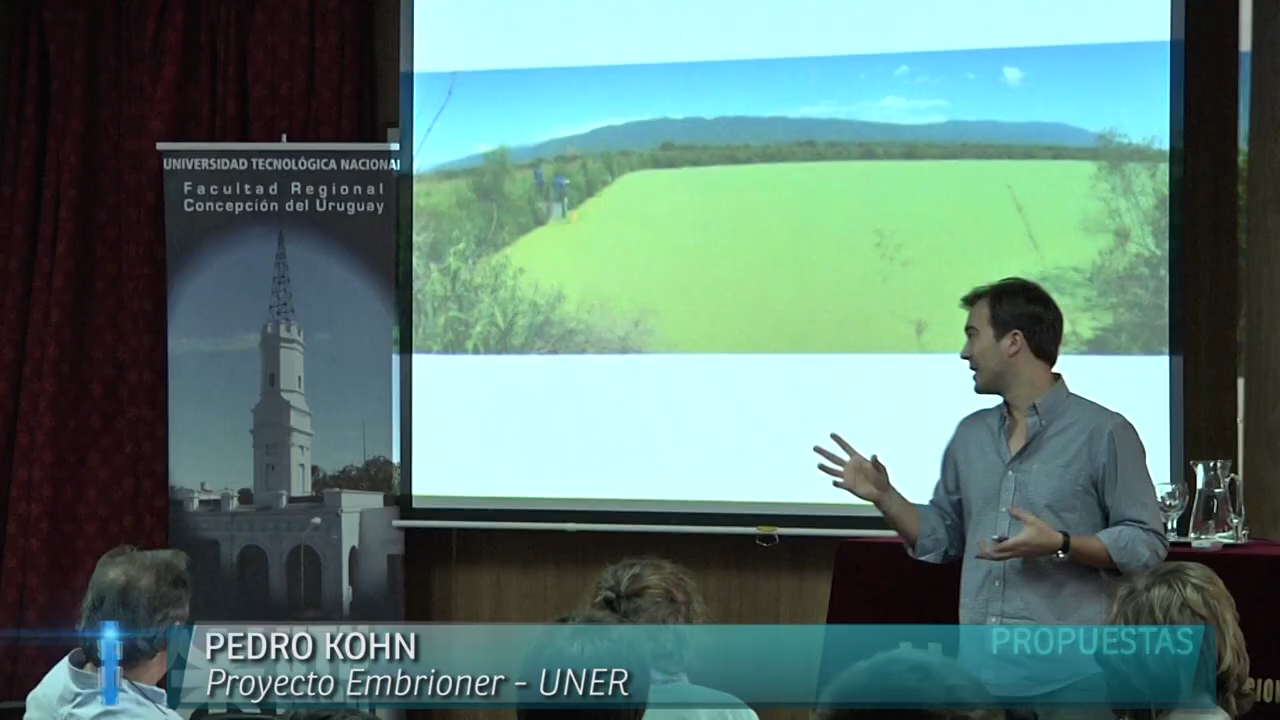 UNIVERSIDAD TECNOLÓGICA NACIONAL
Facultad Regional
Concepción del Uruguay
PEDRO KOHN
Proyecto Embrioner - UNER
PROPUESTAS